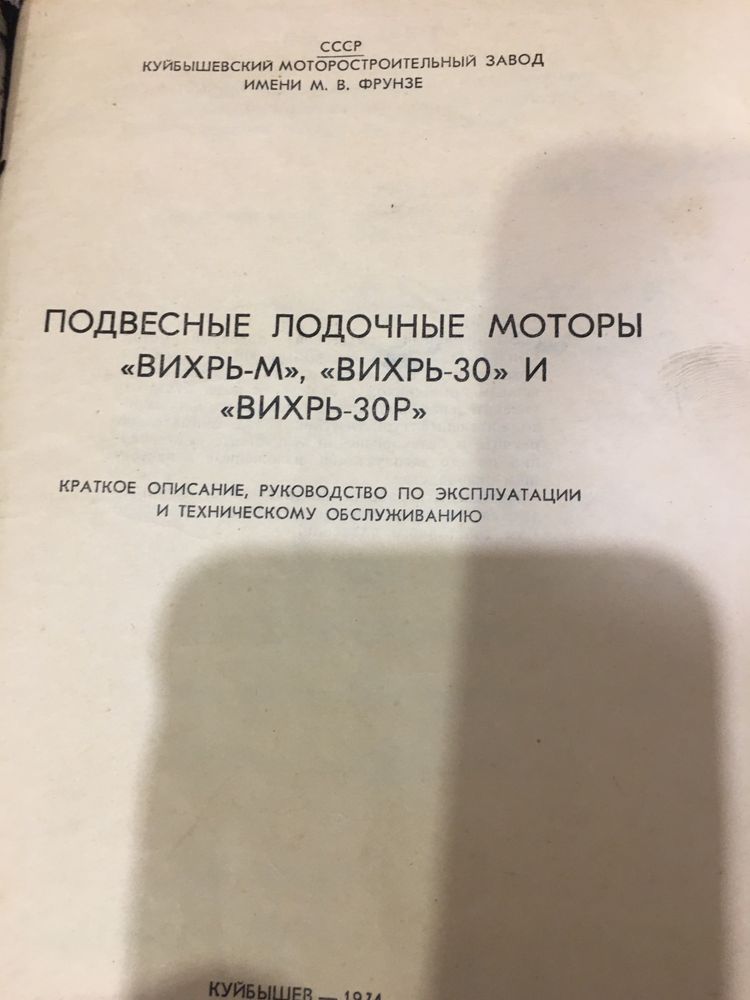 СССР
КУЙБЫШЕВСКИЙ МОТОРОСТРОИТЕЛЬНЫЙ ЗАВОД
ИМЕНИ М. В. ФРУНЗЕ
ПОДВЕСНЫЕ ЛОДОЧНЫЕ МОТОРЫ
«ВИХРЬ-М», «ВИХРЬ-30» И
«ВИХРЬ-30Р»
КРАТКОЕ ОПИСАНИЕ, РУКОВОДСТВО ПО ЭКСПЛУАТАЦИИ
И ТЕХНИЧЕСКОМУ ОБСЛУЖИВАНИЮ
КУЙБЫШЕВ —